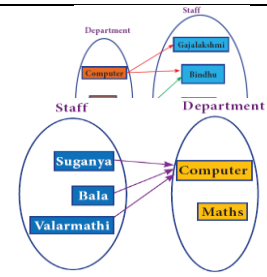 Staff
Department
Gajalakshmi
Computer
Bindhu
Staff
Department
Suganya
Computer
Bala
Maths
Valarmathi